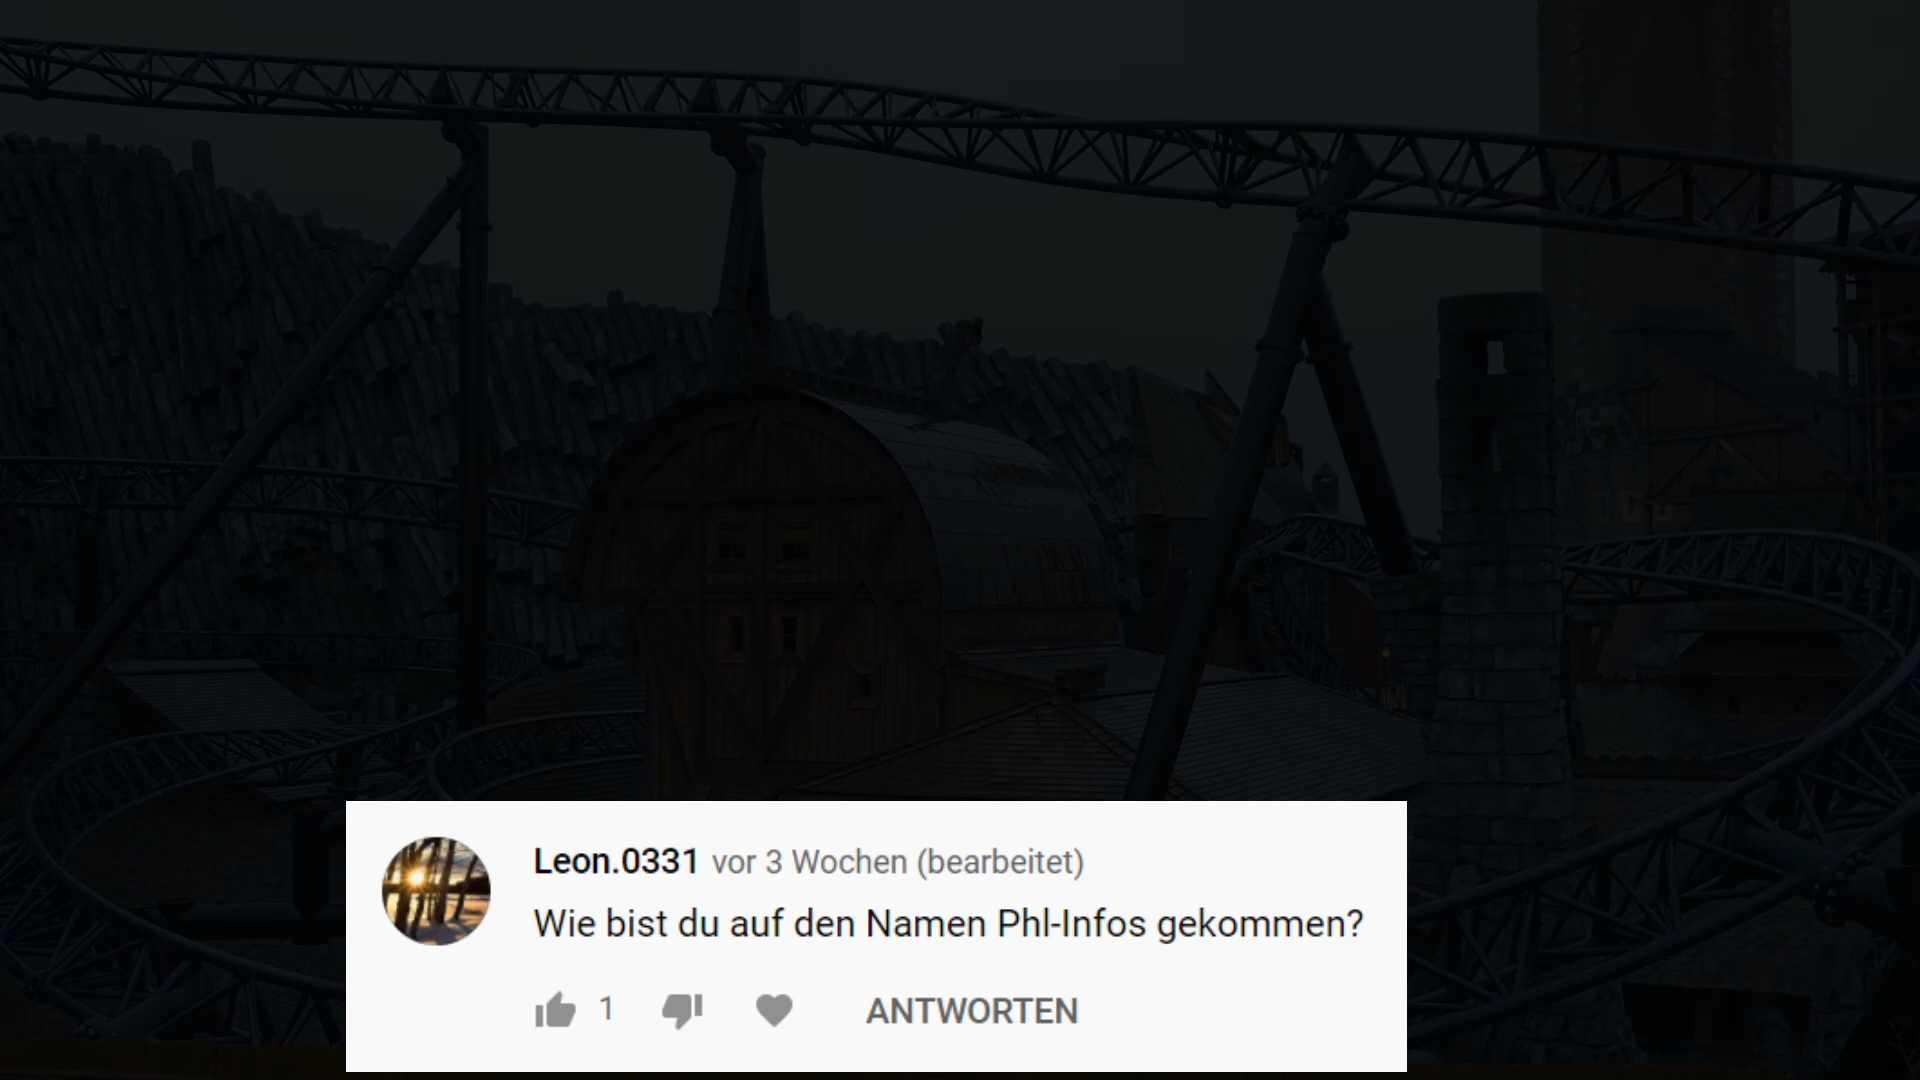 Leon.0331 vor 3 Wochen (bearbeitet)
Wie bist du auf den Namen Phl-Infos gekommen?
1 ANTWORTEN